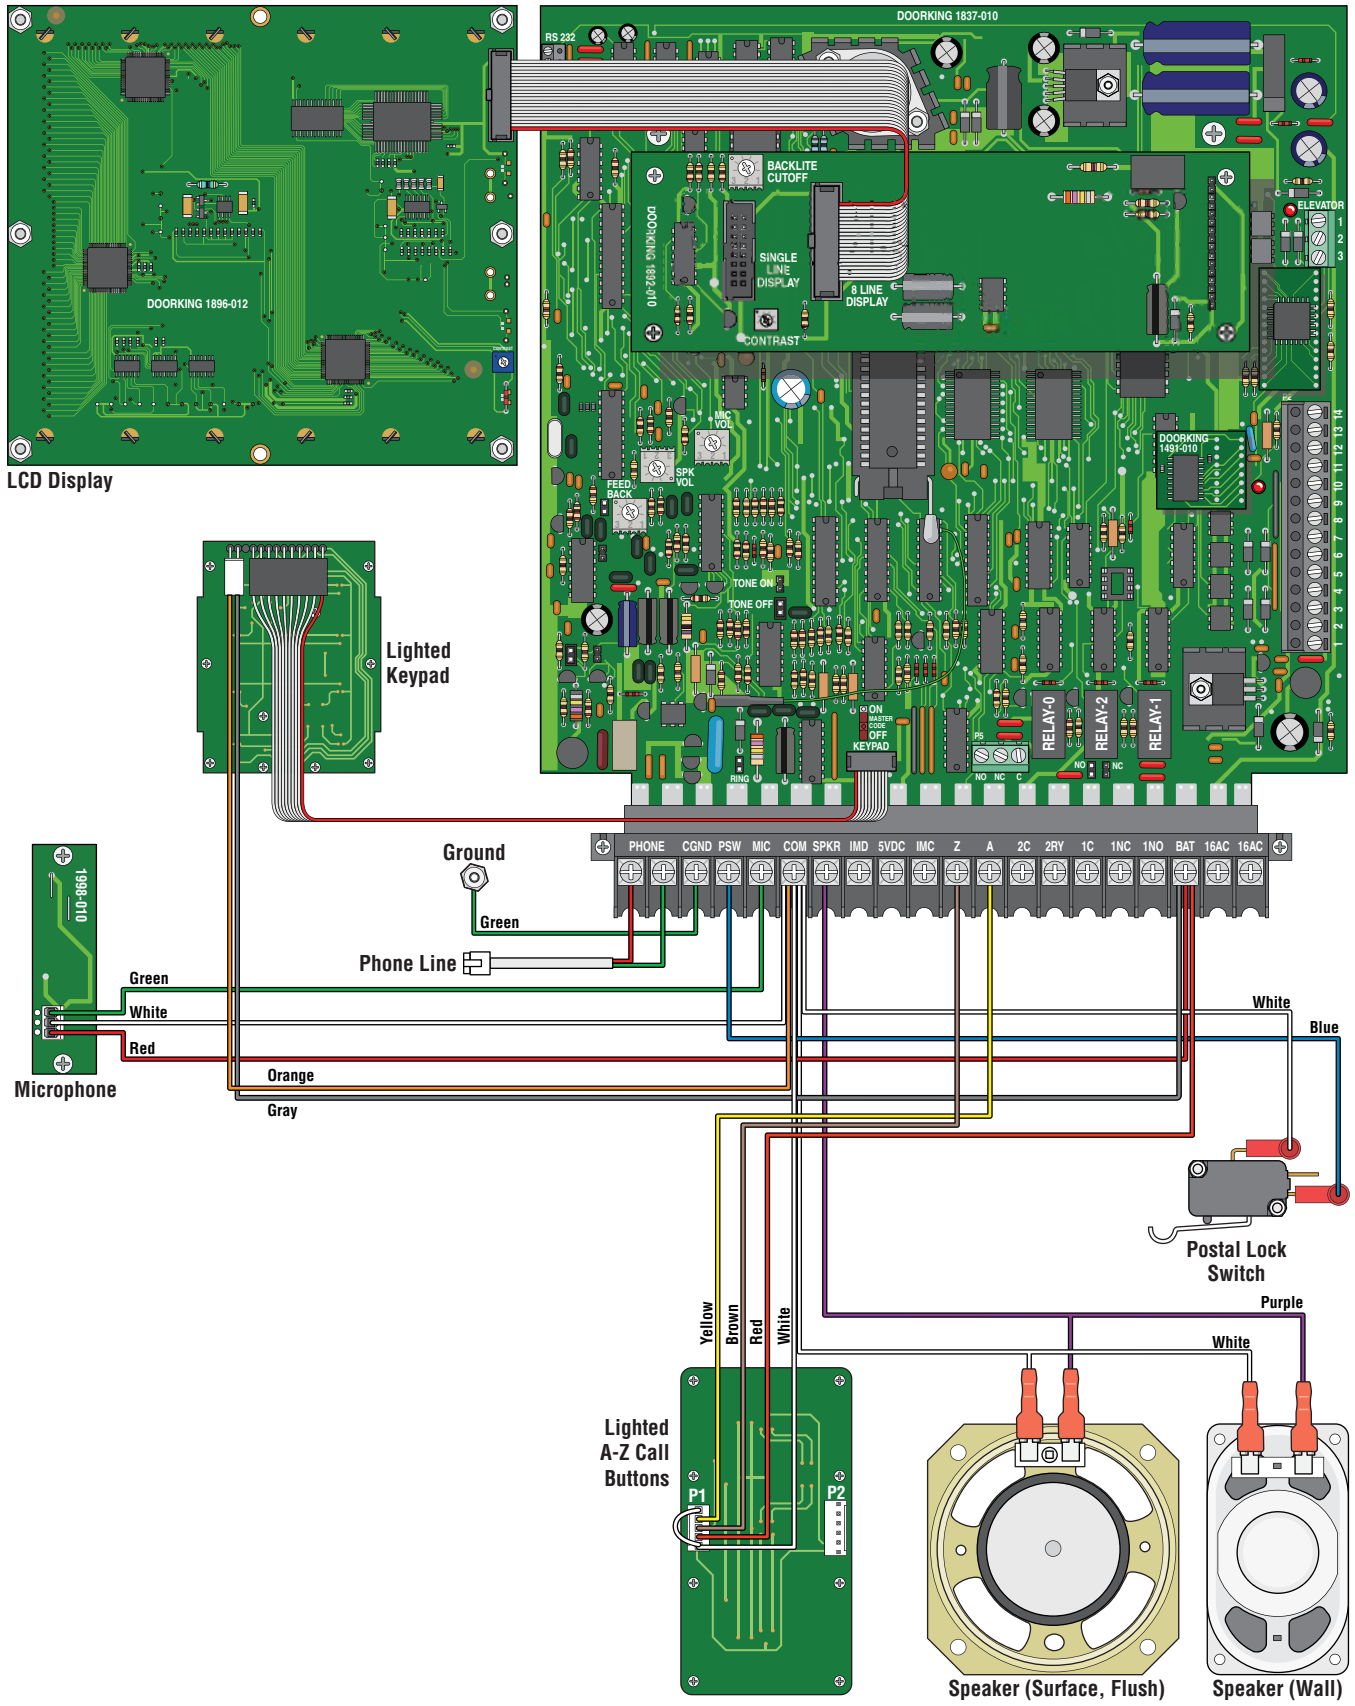 DOORKING 1837-010
RS 232
BACKLITE
CUTOFF
DOORKING 1892-010
SINGLE
LINE
DISPLAY
8 LINE
DISPLAY
CONTRAST
ELEVATOR
1
2
3
DOORKING 1896-012
CONTRAST
LCD Display
MIC
VOL
SPK
VOL
FEED
BACK
DOORKING
1491-010
P2
14
13
12
11
10
9
8
7
6
5
4
3
2
1
TONE ON
TONE OFF
Lighted
Keypad
ON
MASTER
CODE
OFF
KEYPAD
RING
P5
NO NC C
RELAY-0
RELAY-2
RELAY-1
NO
NC
PHONE CGND PSW MIC COM SPKR IMD 5VDC IMC Z A 2C 2RY 1C 1NC 1NO BAT 16AC 16AC
Ground
Green
Phone Line
1998-010
Green
White
Red
Microphone
Orange
Gray
White
Blue
Postal Lock
Switch
Purple
White
Yellow
Brown
Red
White
Lighted
A-Z Call
Buttons
P1
P2
Speaker (Surface, Flush)
Speaker (Wall)